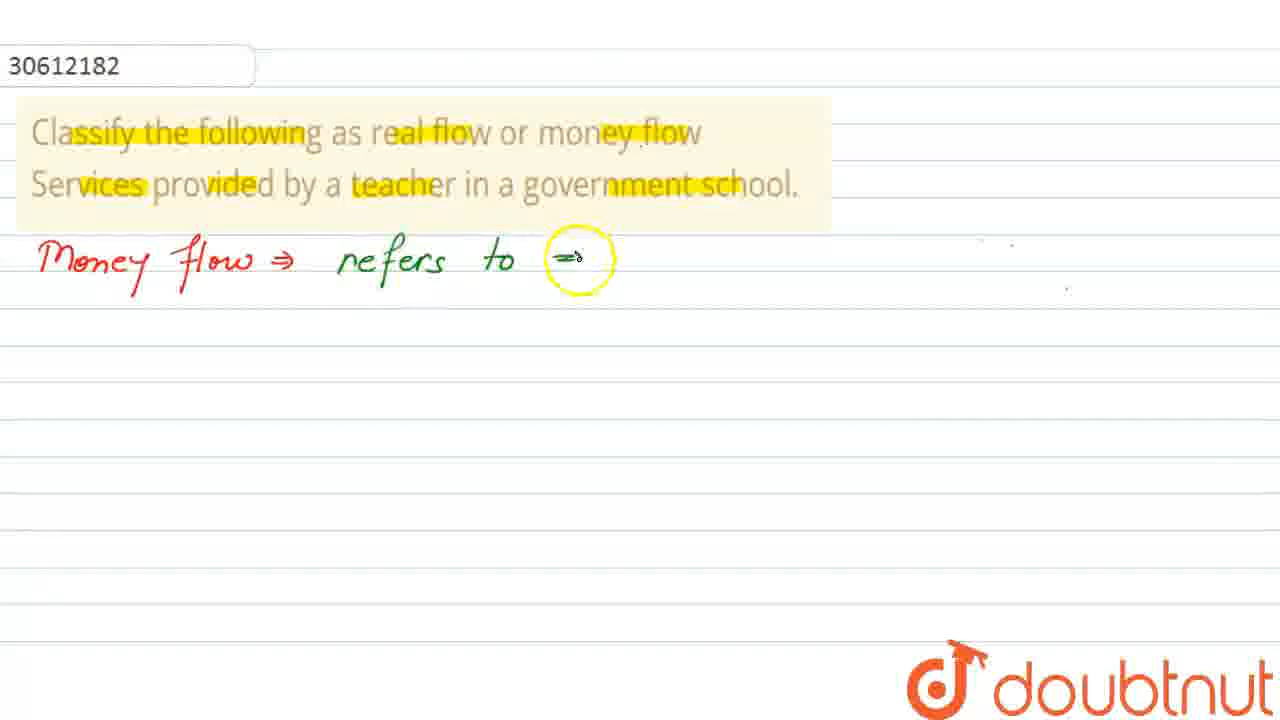 30612182
Classify the following as real flow or money flow
Services provided by a teacher in a government school.
Money flow ⇒ refers to =
doubtnut